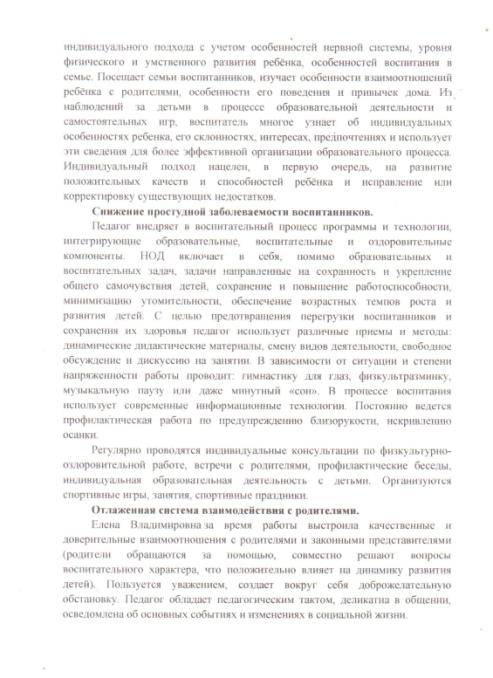 индивидуального подхода с учетом особенностей нервной системы, уровня
физического и умственного развития ребёнка, особенностей воспитания в
семье. Посещает семьи воспитанников, изучает особенности взаимоотношений
ребёнка с родителями, особенности его поведения и привычек дома. Из
наблюдений за детьми в процессе образовательной деятельности и
самостоятельных игр, воспитатель многое узнает об индивидуальных
особенностях ребенка, его склонностях, интересах, предпочтениях и использует
эти сведения для более эффективной организации образовательного процесса.
Индивидуальный подход нацелен, в первую очередь, на развитие
положительных качеств и способностей ребёнка и исправление или
корректировку существующих недостатков.
Снижение простудной заболеваемости воспитанников.
Педагог внедряет в воспитательный процесс программы и технологии,
интегрирующие образовательные, воспитательные и оздоровительные
компоненты. НОД включает в себя, помимо образовательных и
воспитательных задач, задачи направленные на сохранность и укрепление
общего самочувствия детей, сохранение и повышение работоспособности,
минимизацию утомительности, обеспечение возрастных темпов роста и
развития детей. С целью предотвращения перегрузки воспитанников и
сохранения их здоровья педагог использует различные приемы и методы:
динамические дидактические материалы, смену видов деятельности, свободное
обсуждение и дискуссию на занятии. В зависимости от ситуации и степени
напряженности работы проводит: гимнастику для глаз, физкультразминку,
музыкальную паузу или даже минутный «сон». В процессе воспитания
использует современные информационные технологии. Постоянно ведется
профилактическая работа по предупреждению близорукости, искривлению
осанки.
Регулярно проводятся индивидуальные консультации по физкультурно-
оздоровительной работе, встречи с родителями, профилактические беседы,
индивидуальная образовательная деятельность с детьми. Организуются
спортивные игры, занятия, спортивные праздники.
Отлаженная система взаимодействия с родителями.
Елена Владимировна за время работы выстроила качественные и
доверительные взаимоотношения с родителями и законными представителями
(родители обращаются за помощью, совместно решают вопросы
воспитательного характера, что положительно влияет на динамику развития
детей). Пользуется уважением, создает вокруг себя доброжелательную
обстановку. Педагог обладает педагогическим тактом, деликатна в общении,
осведомлена об основных событиях и изменениях в социальной жизни.